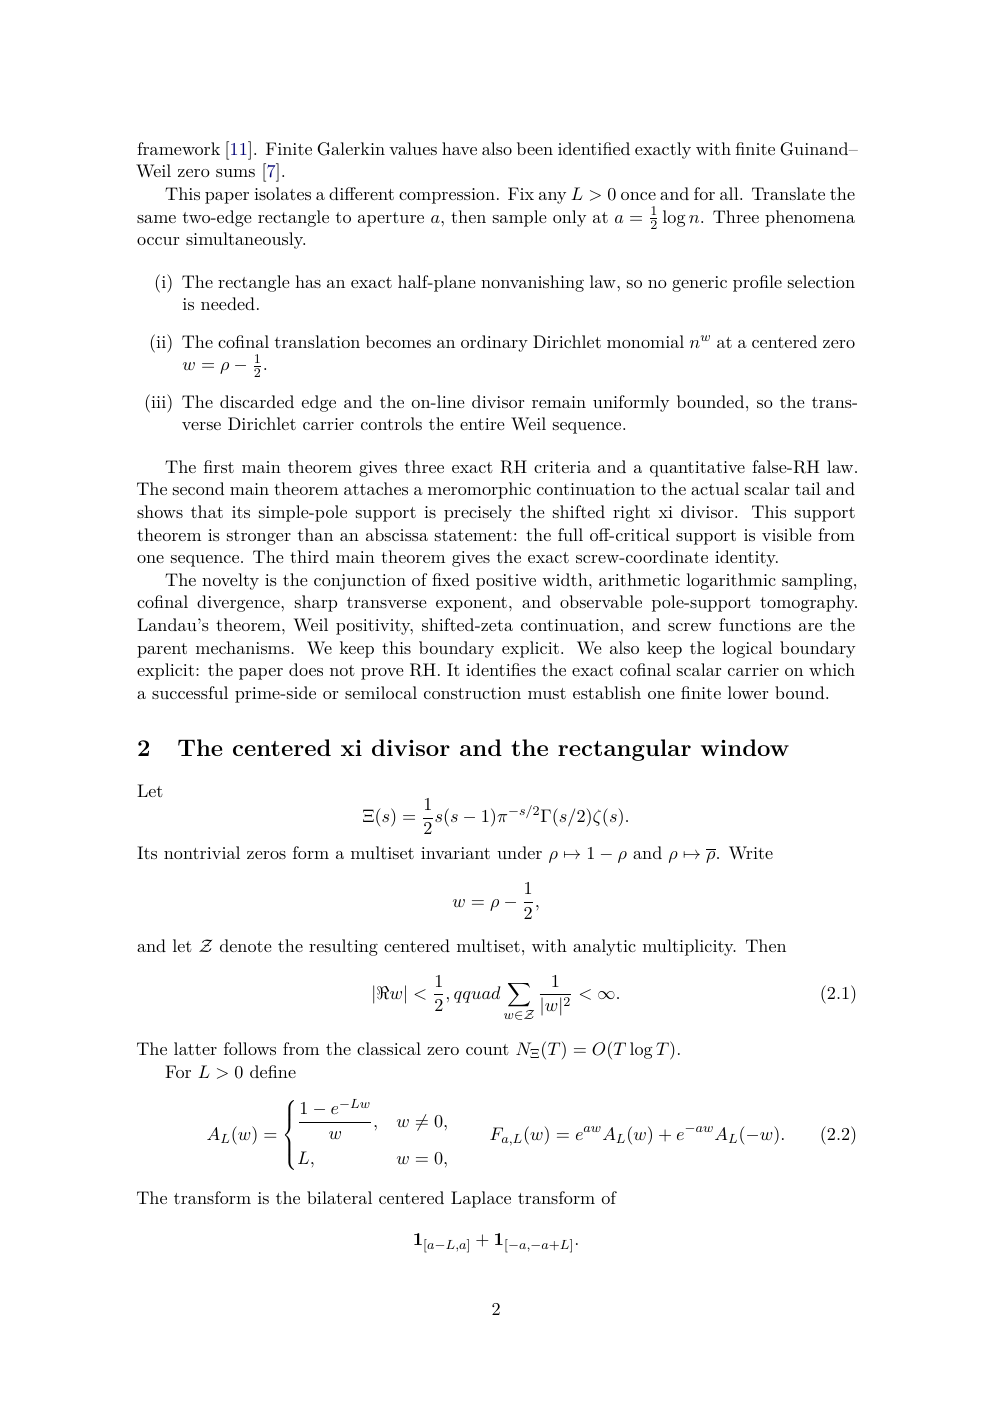 framework [11]. Finite Galerkin values have also been identified exactly with finite Guinand–
Weil zero sums [7].
This paper isolates a different compression. Fix any L > 0 once and for all. Translate the
same two-edge rectangle to aperture a, then sample only at a = 1/2 log n. Three phenomena
occur simultaneously.
(i) The rectangle has an exact half-plane nonvanishing law, so no generic profile selection
is needed.
(ii) The cofinal translation becomes an ordinary Dirichlet monomial n^w at a centered zero
w = ρ − 1/2.
(iii) The discarded edge and the on-line divisor remain uniformly bounded, so the trans-
verse Dirichlet carrier controls the entire Weil sequence.
The first main theorem gives three exact RH criteria and a quantitative false-RH law.
The second main theorem attaches a meromorphic continuation to the actual scalar tail and
shows that its simple-pole support is precisely the shifted right xi divisor. This support
theorem is stronger than an abscissa statement: the full off-critical support is visible from
one sequence. The third main theorem gives the exact screw-coordinate identity.
The novelty is the conjunction of fixed positive width, arithmetic logarithmic sampling,
cofinal divergence, sharp transverse exponent, and observable pole-support tomography.
Landau's theorem, Weil positivity, shifted-zeta continuation, and screw functions are the
parent mechanisms. We keep this boundary explicit. We also keep the logical boundary
explicit: the paper does not prove RH. It identifies the exact cofinal scalar carrier on which
a successful prime-side or semilocal construction must establish one finite lower bound.
2 The centered xi divisor and the rectangular window
Let
Ξ(s) = 1/2 s(s − 1)π^{−s/2}Γ(s/2)ζ(s).
Its nontrivial zeros form a multiset invariant under ρ ↦ 1 − ρ and ρ ↦ ρ̅. Write
w = ρ − 1/2,
and let 𝒵 denote the resulting centered multiset, with analytic multiplicity. Then
|ℜw| < 1/2, qquad ∑_{w∈𝒵} 1/|w|^2 < ∞. (2.1)
The latter follows from the classical zero count N_Ξ(T) = O(T log T).
For L > 0 define
A_L(w) = { (1 − e^{−Lw})/w, w ≠ 0, L, w = 0, F_{a,L}(w) = e^{aw}A_L(w) + e^{−aw}A_L(−w). (2.2)
The transform is the bilateral centered Laplace transform of
𝟏_{[a−L,a]} + 𝟏_{[−a,−a+L]}.
2